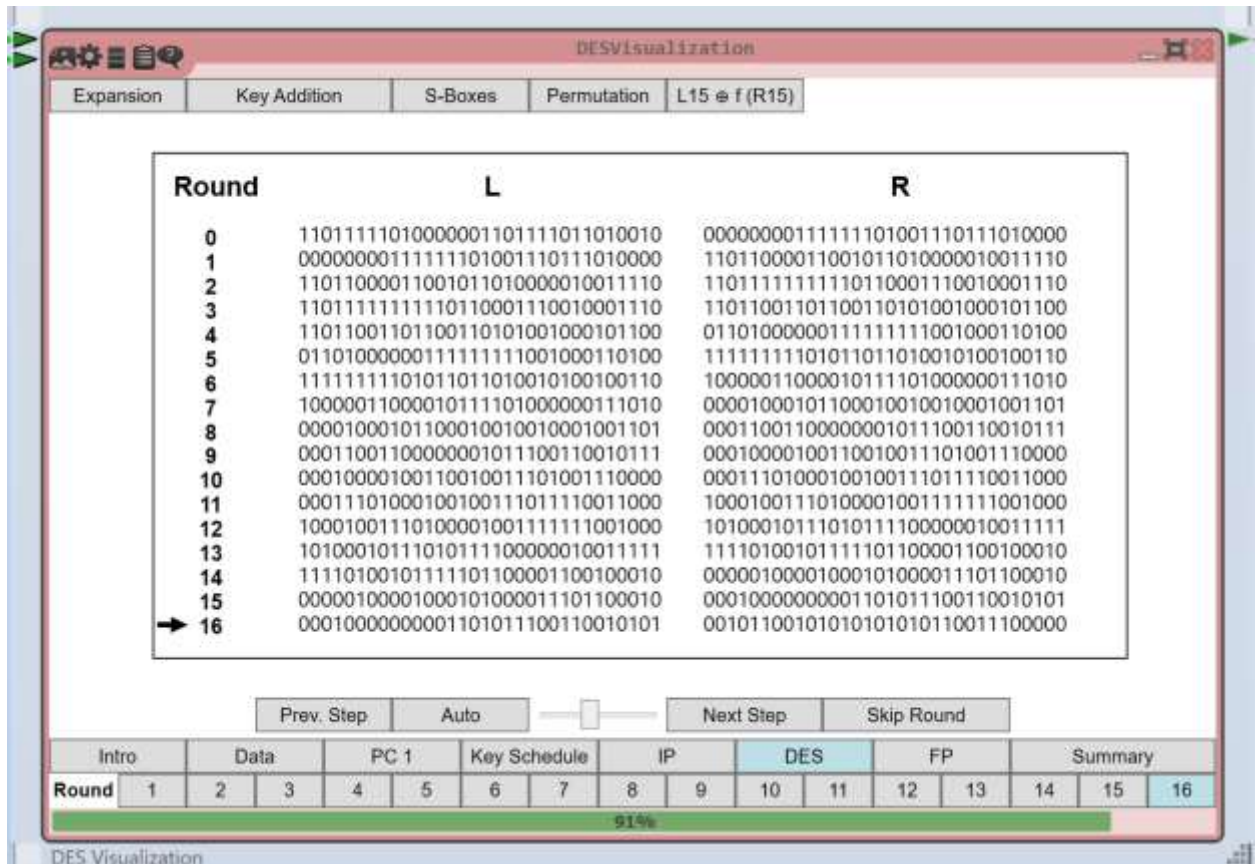 DESVisualization
Expansion Key Addition S-Boxes Permutation L15 ⊕ f (R15)
Round L R
0 11011111010000001101111011010010 00000000111111101001110111010000
1 00000000111111101001110111010000 11011000011001011010000010011110
2 11011000011001011010000010011110 11011111111110110001110010001110
3 11011111111110110001110010001110 11011001101100110101001000101100
4 11011001101100110101001000101100 01101000000111111111001000110100
5 01101000000111111111001000110100 11111111101011011010010100100110
6 11111111101011011010010100100110 10000011000010111101000000111010
7 10000011000010111101000000111010 00001000101100010010010001001101
8 00001000101100010010010001001101 00011001100000001011100110010111
9 00011001100000001011100110010111 00010000100110010011101001110000
10 00010000100110010011101001110000 00011101000100100111011110011000
11 00011101000100100111011110011000 10001001110100001001111111001000
12 10001001110100001001111111001000 10100010111010111100000010011111
13 10100010111010111100000010011111 11110100101111101100001100100010
14 11110100101111101100001100100010 00000100001000101000011101100010
15 00000100001000101000011101100010 00010000000001101011100110010101
16 00010000000001101011100110010101 00101100101010101010110011100000
Prev. Step Auto Next Step Skip Round
Intro Data PC 1 Key Schedule IP DES FP Summary
Round 1 2 3 4 5 6 7 8 9 10 11 12 13 14 15 16
91%
DES Visualization